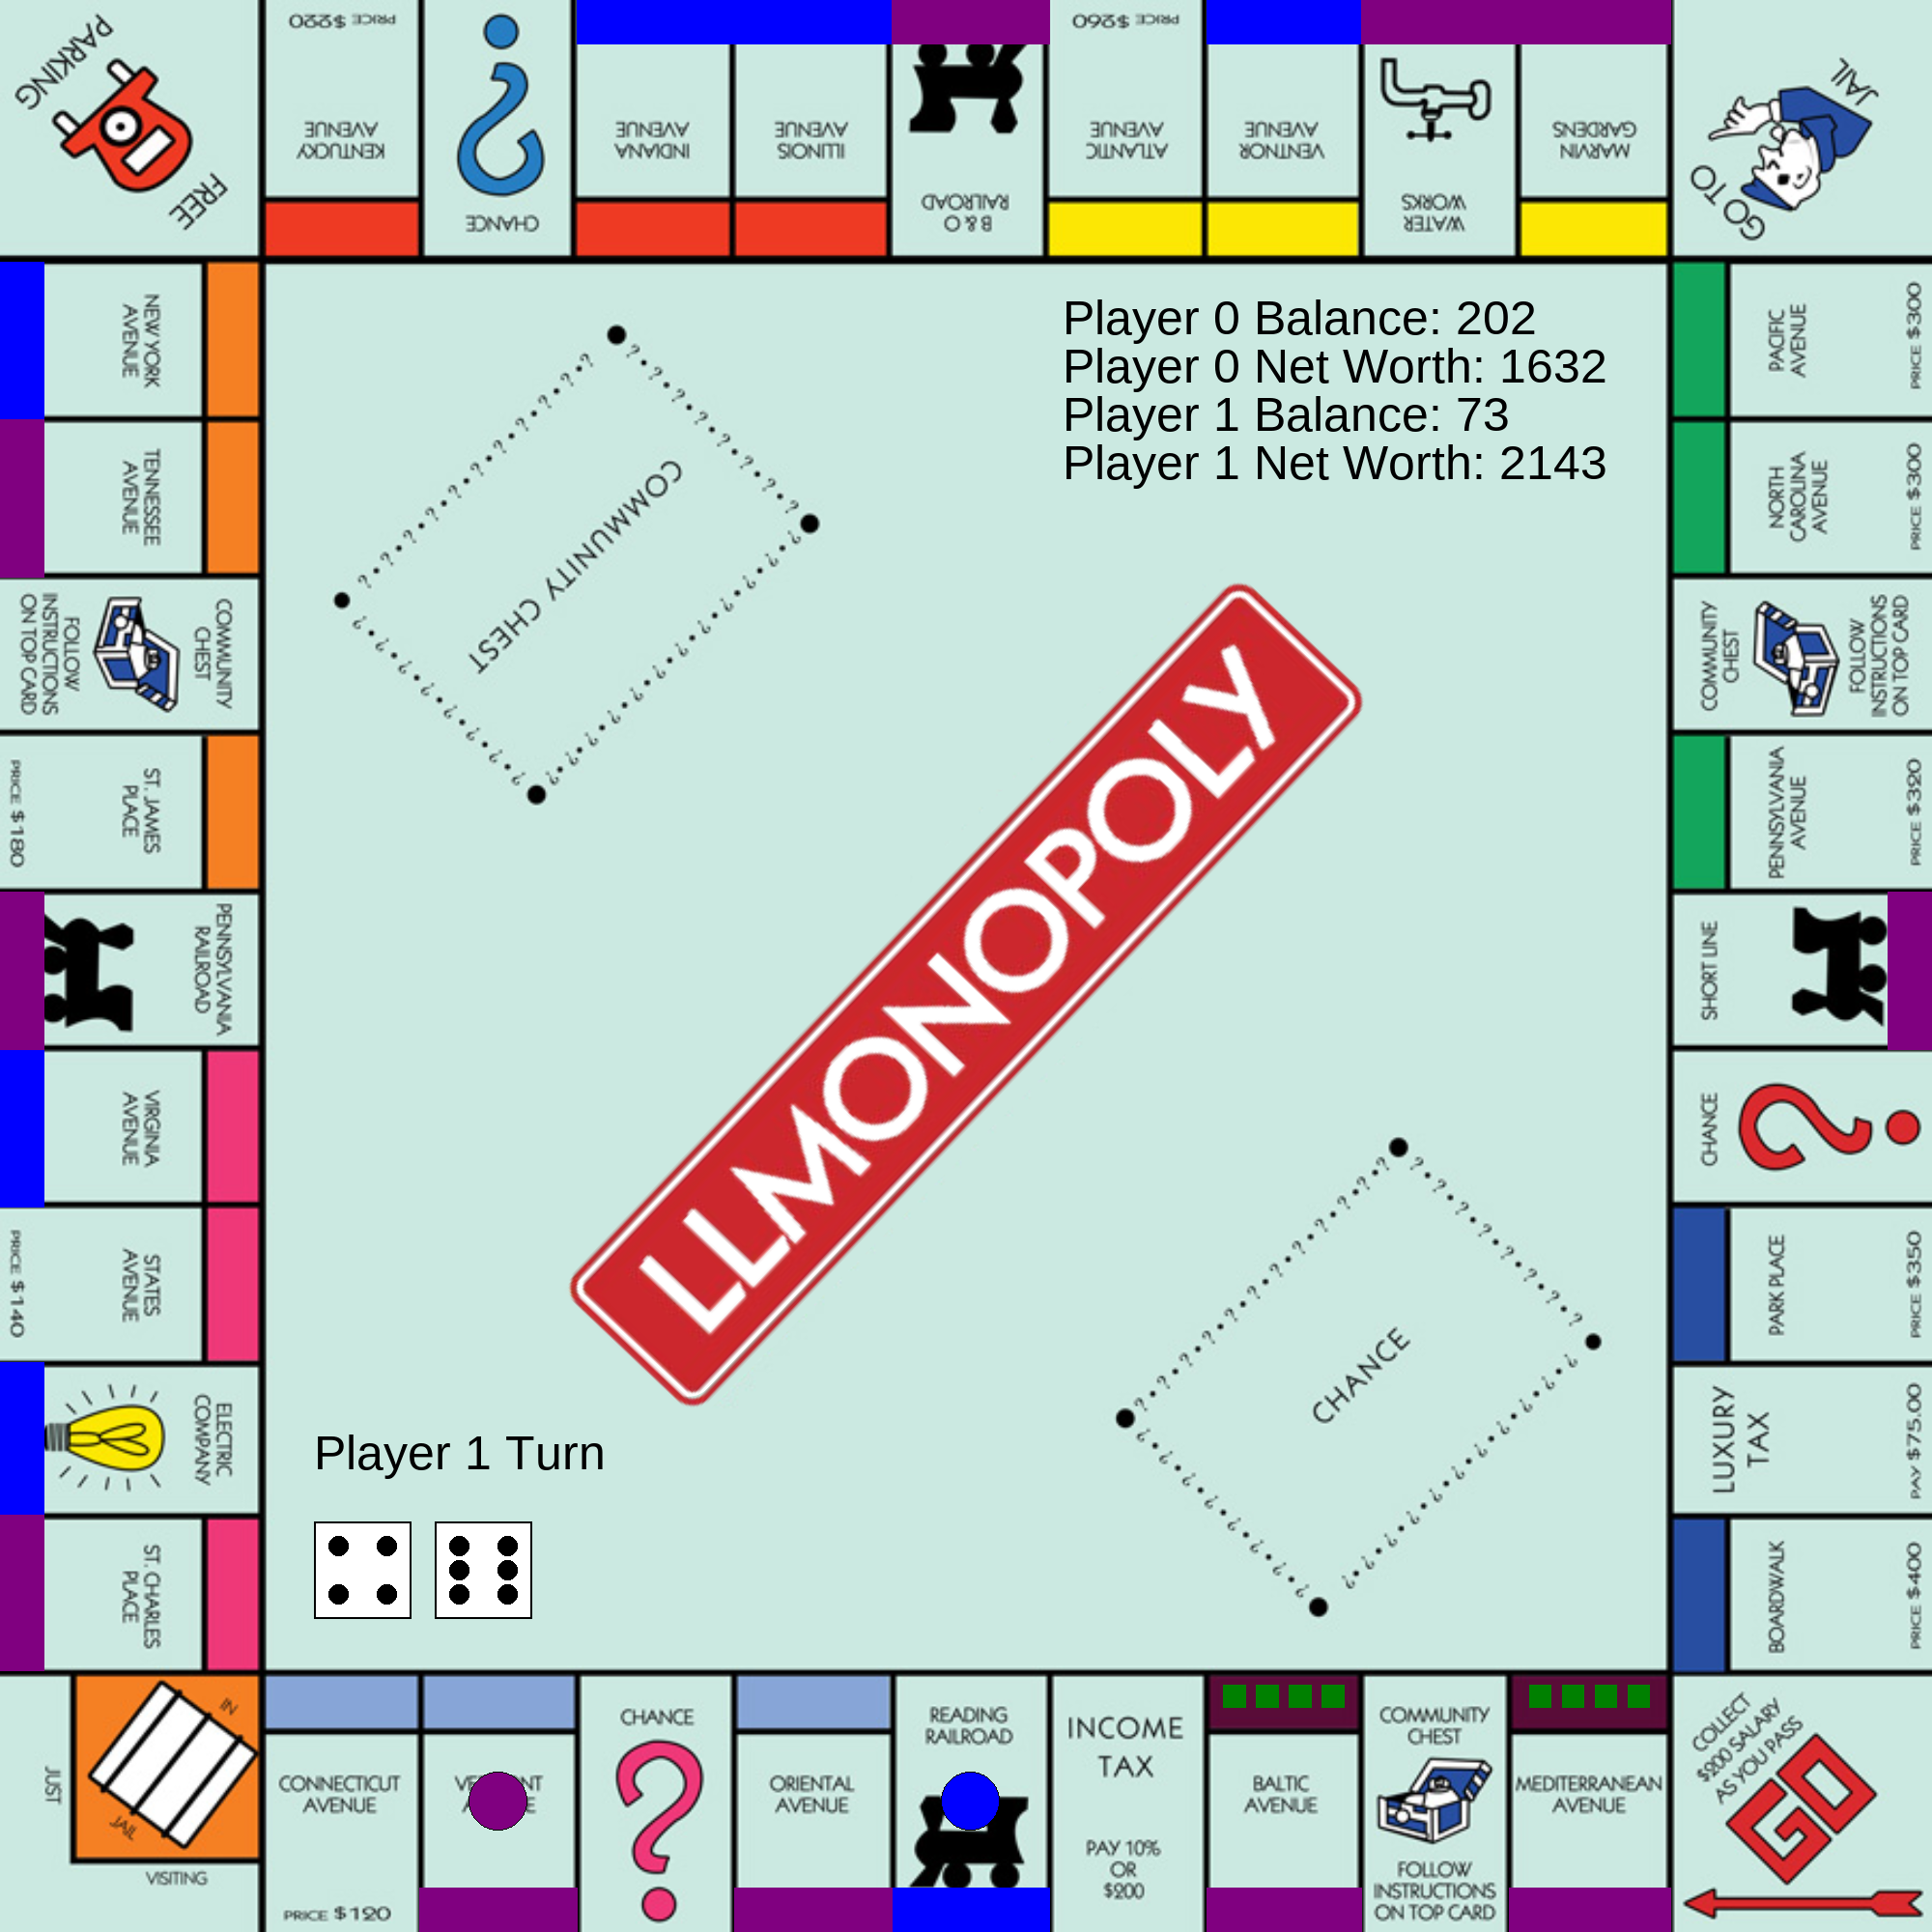 FREE
PARKING
PRICE $220
KENTUCKY
AVENUE
CHANCE
INDIANA
AVENUE
ILLINOIS
AVENUE
B & O
RAILROAD
PRICE $260
ATLANTIC
AVENUE
VENTNOR
AVENUE
WATER
WORKS
MARVIN
GARDENS
GO TO
JAIL
NEW YORK
AVENUE
TENNESSEE
AVENUE
COMMUNITY
CHEST
FOLLOW
INSTRUCTIONS
ON TOP CARD
ST. JAMES
PLACE
PRICE $180
PENNSYLVANIA
RAILROAD
VIRGINIA
AVENUE
STATES
AVENUE
PRICE $140
ELECTRIC
COMPANY
ST. CHARLES
PLACE
Player 0 Balance: 202
Player 0 Net Worth: 1632
Player 1 Balance: 73
Player 1 Net Worth: 2143
COMMUNITY CHEST
LLMONOPOLY
CHANCE
Player 1 Turn
PACIFIC
AVENUE
PRICE $300
NORTH
CAROLINA
AVENUE
PRICE $300
COMMUNITY
CHEST
FOLLOW
INSTRUCTIONS
ON TOP CARD
PENNSYLVANIA
AVENUE
PRICE $320
SHORT LINE
CHANCE
PARK PLACE
PRICE $350
LUXURY
TAX
PAY $75.00
BOARDWALK
PRICE $400
JUST
VISITING
IN
JAIL
CONNECTICUT
AVENUE
PRICE $120
CHANCE
ORIENTAL
AVENUE
READING
RAILROAD
INCOME
TAX
PAY 10%
OR
$200
BALTIC
AVENUE
COMMUNITY
CHEST
FOLLOW
INSTRUCTIONS
ON TOP CARD
MEDITERRANEAN
AVENUE
COLLECT
$200 SALARY
AS YOU PASS
GO